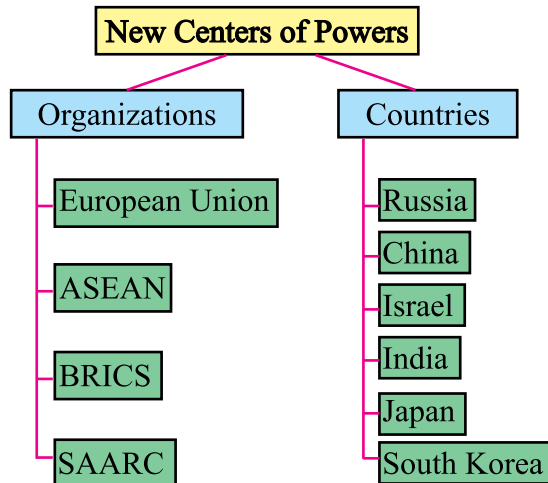 New Centers of Powers
Organizations
European Union
ASEAN
BRICS
SAARC
Countries
Russia
China
Israel
India
Japan
South Korea